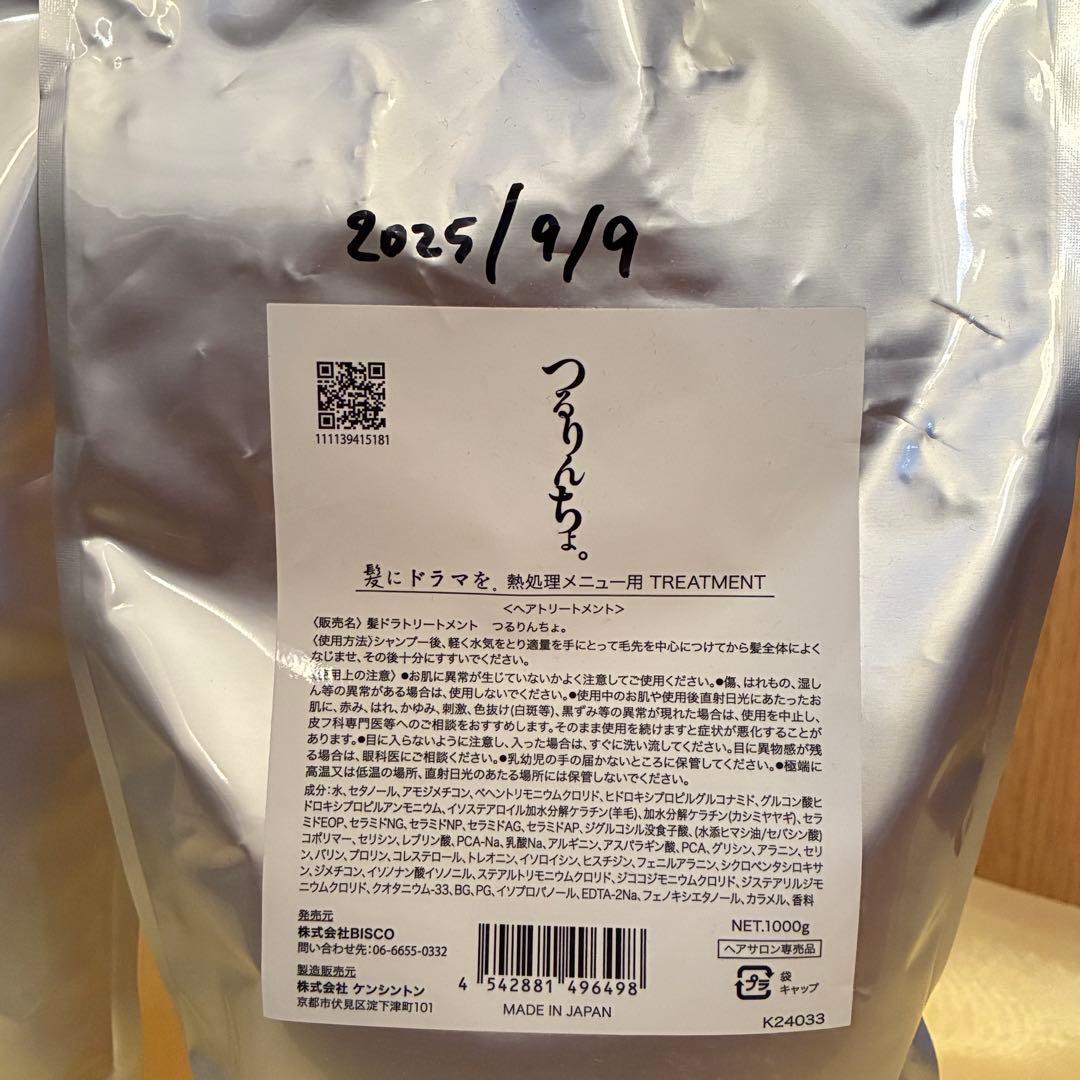 2025/9/9
111139415181
つるりんちょ。
髪にドラマを。熱処理メニュー用 TREATMENT
<ヘアトリートメント>
〈販売名〉髪ドラトリートメント つるりんちょ。
〈使用方法〉シャンプー後、軽く水気をとり適量を手にとって毛先を中心につけてから髪全体によく
なじませ、その後十分にすすいでください。
〈使用上の注意〉●お肌に異常が生じていないかよく注意してご使用ください。●傷、はれもの、湿し
ん等の異常がある場合は、使用しないでください。●使用中のお肌や使用後直射日光にあたったお
肌に、赤み、はれ、かゆみ、刺激、色抜け(白斑等)、黒ずみ等の異常が現れた場合は、使用を中止し、
皮フ科専門医等へのご相談をおすすめします。そのまま使用を続けますと症状が悪化することが
あります。●目に入らないように注意し、入った場合は、すぐに洗い流してください。目に異物感が残
る場合は、眼科医にご相談ください。●乳幼児の手の届かないところに保管してください。●極端に
高温又は低温の場所、直射日光のあたる場所には保管しないでください。
成分:水、セタノール、アモジメチコン、ベヘントリモニウムクロリド、ヒドロキシプロピルグルコナミド、グルコン酸ヒ
ドロキシプロピルアンモニウム、イソステアロイル加水分解ケラチン(羊毛)、加水分解ケラチン(カシミヤヤギ)、セラ
ミドEOP、セラミドNG、セラミドNP、セラミドAG、セラミドAP、ジグルコシル没食子酸、(水添ヒマシ油/セバシン酸)
コポリマー、セリシン、レブリン酸、PCA-Na、乳酸Na、アルギニン、アスパラギン酸、PCA、グリシン、アラニン、セリ
ン、バリン、プロリン、コレステロール、トレオニン、イソロイシン、ヒスチジン、フェニルアラニン、シクロペンタシロキサ
ン、ジメチコン、イソノナン酸イソノニル、ステアルトリモニウムクロリド、ジココジモニウムクロリド、ジステアリルジモ
ニウムクロリド、クオタニウム-33、BG、PG、イソプロパノール、EDTA-2Na、フェノキシエタノール、カラメル、香料
発売元
株式会社BISCO
問い合わせ先:06-6655-0332
製造販売元
株式会社 ケンシントン
京都市伏見区淀下津町101
4 542881 496498
MADE IN JAPAN
NET.1000g
ヘアサロン専売品
プラ
袋
キャップ
K24033